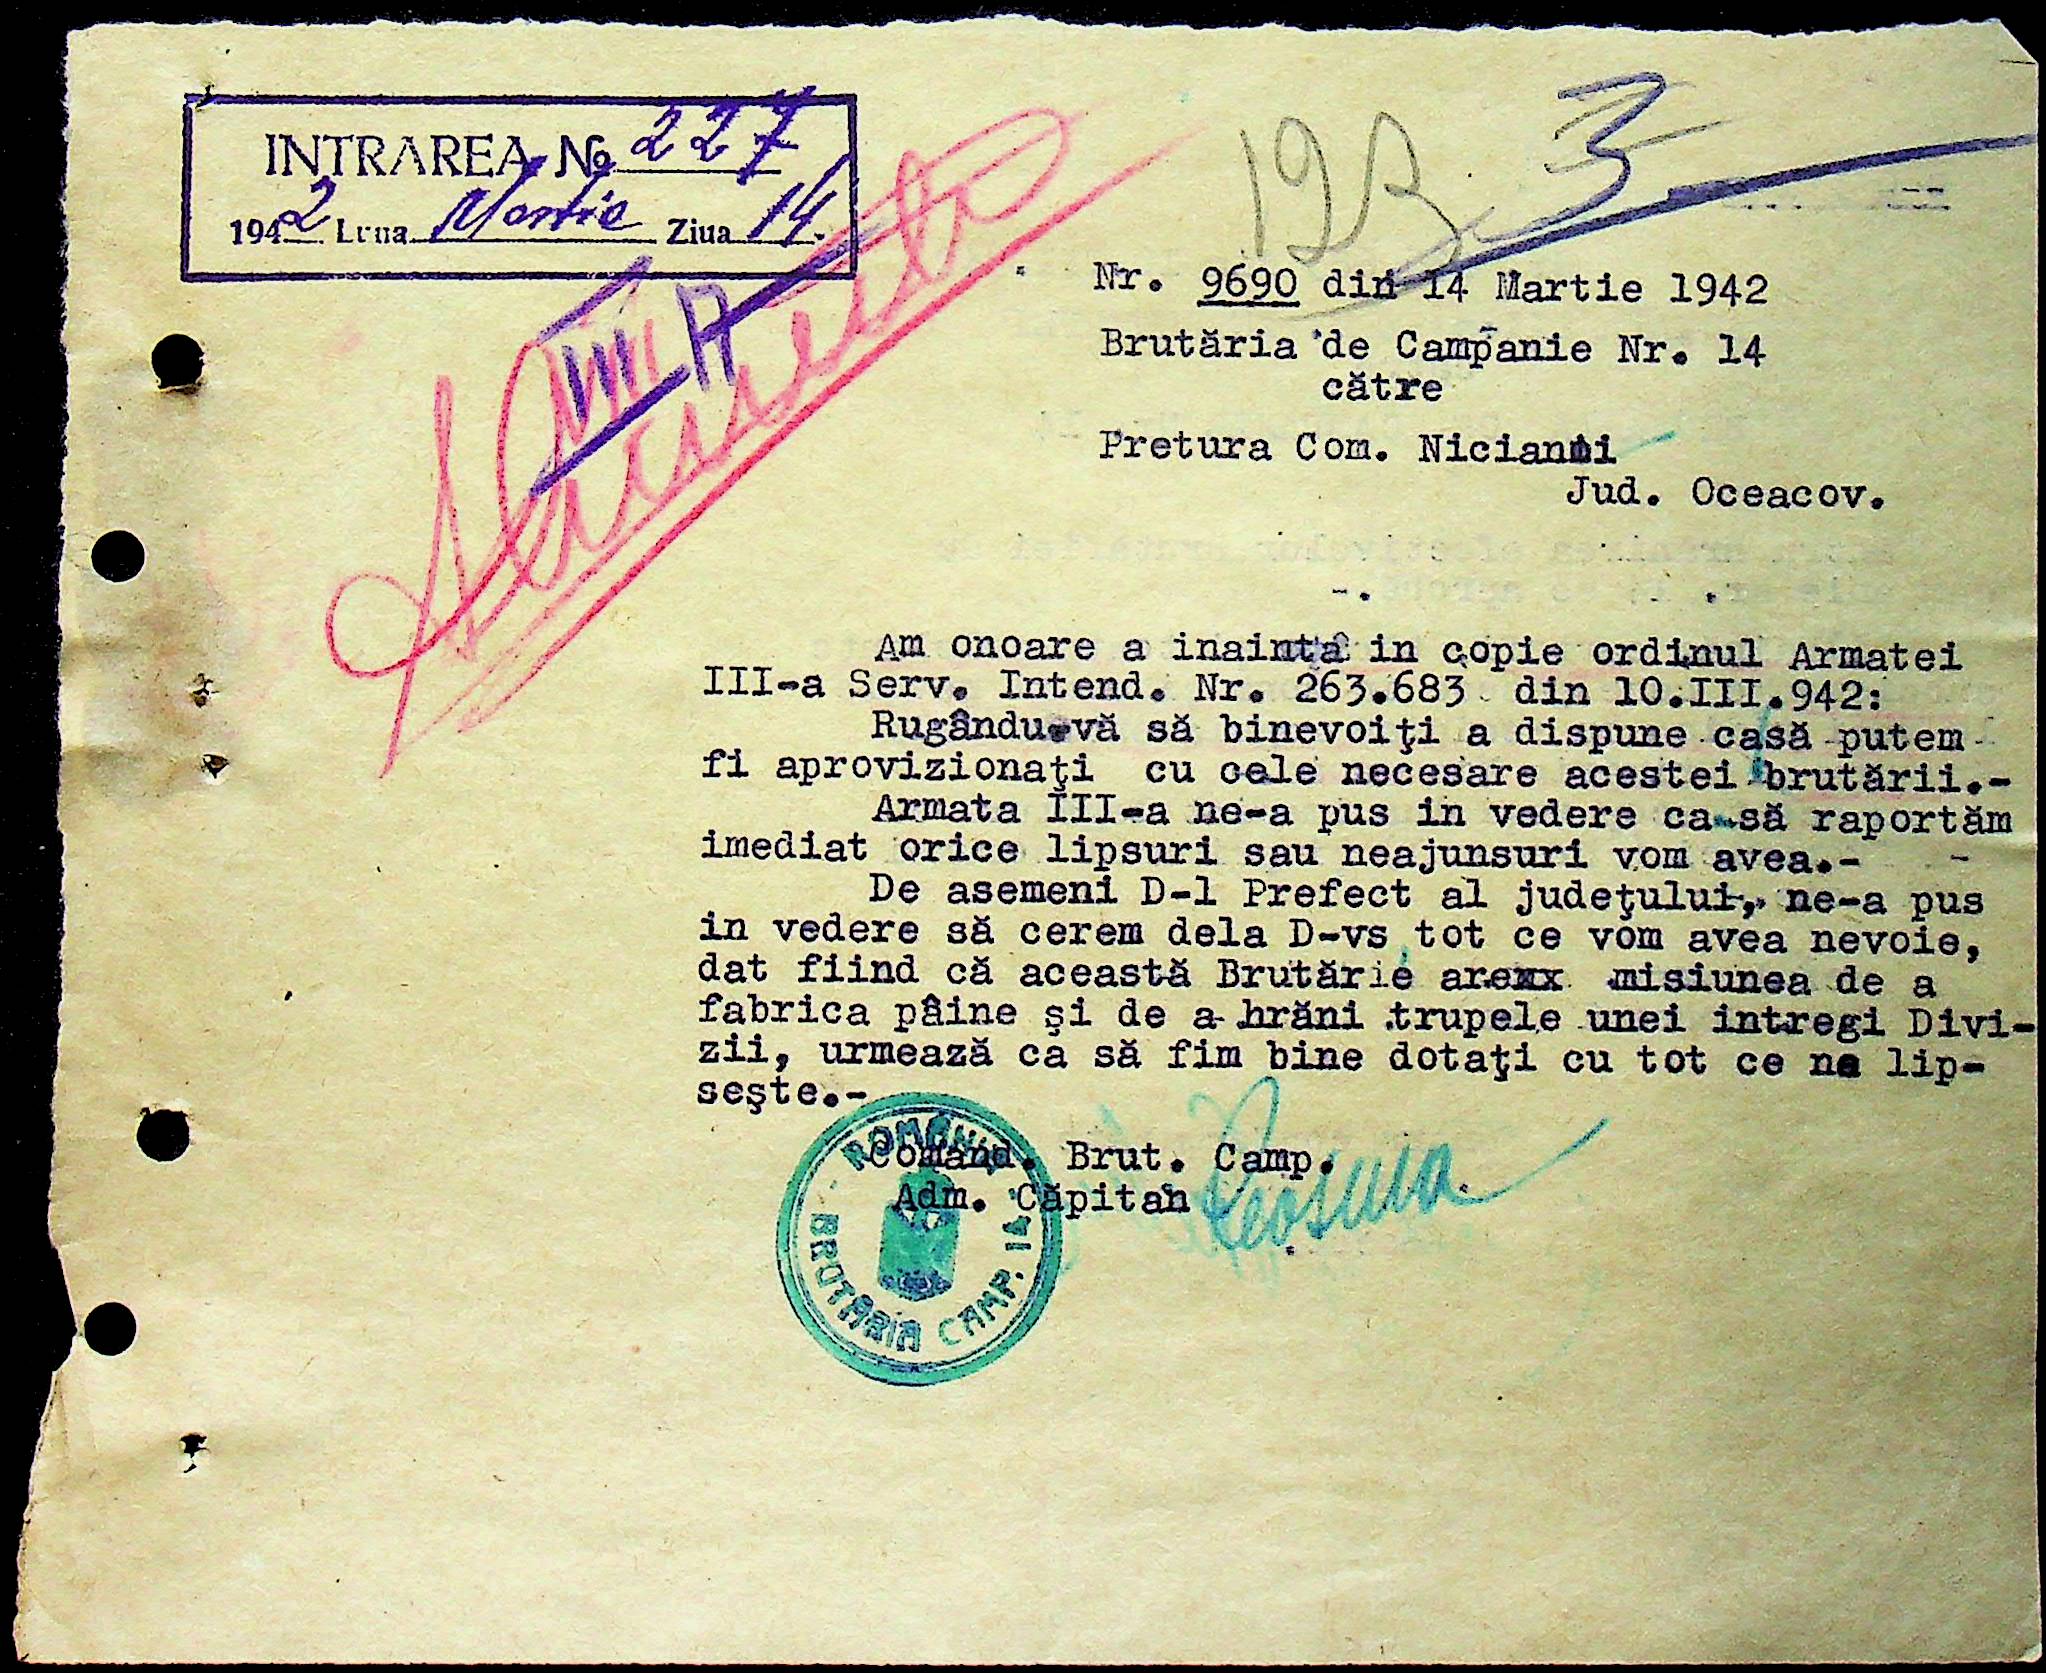 INTRAREA No 227
1942 Luna Martie Ziua 14.
193
3
III A
Nr. 9690 din 14 Martie 1942
Brutăria de Campanie Nr. 14
către
Pretura Com.
Jud. Oceacov.
-.
Am onoare a inaintâ in copie ordinul Armatei
III-a Serv. Intend. Nr. 263.683 din 10.III.942:
Rugându-vă să binevoiţi a dispune casă putem
fi aprovizionaţi cu cele necesare acestei brutării.-
Armata III-a ne-a pus in vedere ca să raportăm
imediat orice lipsuri sau neajunsuri vom avea.-
De asemeni D-l Prefect al judeţului, ne-a pus
in vedere să cerem dela D-vs tot ce vom avea nevoie,
dat fiind că această Brutărie arexx misiunea de a
fabrica pâine şi de a hrăni trupele unei intregi Divi-
zii, urmează ca să fim bine dotaţi cu tot ce ne lip-
seşte.-
Comand. Brut. Camp.
Adm. Căpitan
ROMÂNIA
BRUTĂRIA CAMP. 14